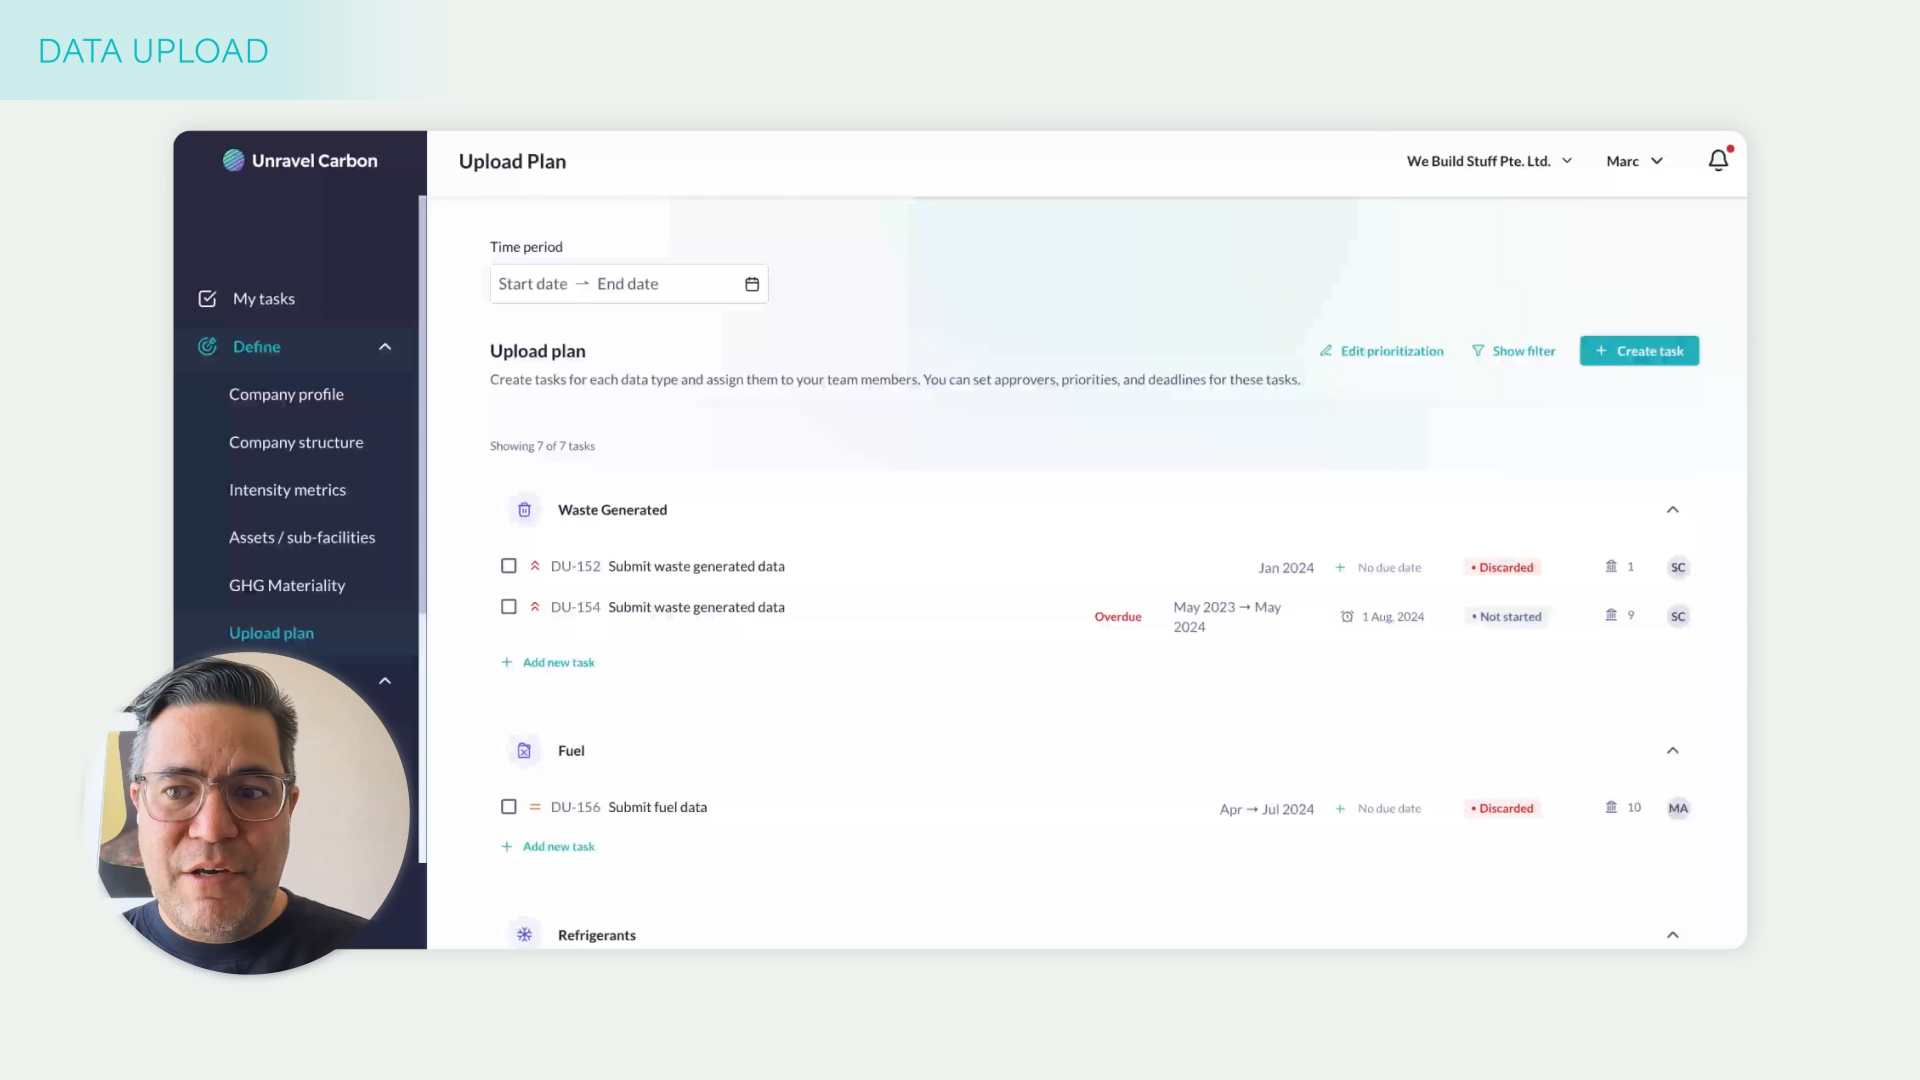 DATA UPLOAD
Unravel Carbon
Upload Plan
We Build Stuff Pte. Ltd.
Marc
My tasks
Define
Company profile
Company structure
Intensity metrics
Assets / sub-facilities
GHG Materiality
Upload plan
Time period
Start date → End date
Upload plan
Edit prioritization
Show filter
+ Create task
Create tasks for each data type and assign them to your team members. You can set approvers, priorities, and deadlines for these tasks.
Showing 7 of 7 tasks
Waste Generated
DU-152 Submit waste generated data
Jan 2024
+ No due date
• Discarded
1
SC
DU-154 Submit waste generated data
Overdue
May 2023 → May
2024
1 Aug, 2024
• Not started
9
SC
+ Add new task
Fuel
DU-156 Submit fuel data
Apr → Jul 2024
+ No due date
• Discarded
10
MA
+ Add new task
Refrigerants